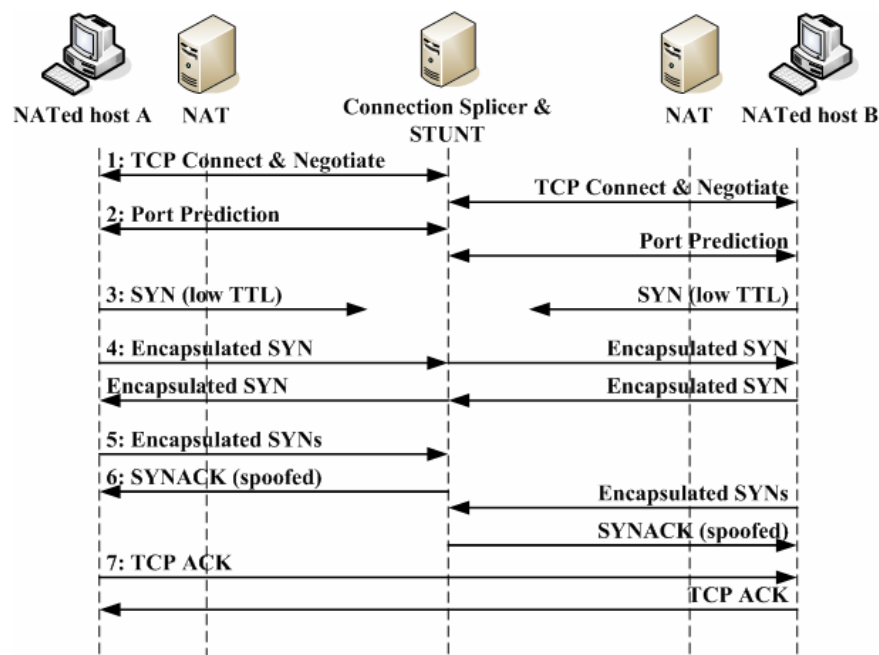 NATed host A NAT Connection Splicer & STUNT NAT NATed host B
1: TCP Connect & Negotiate
TCP Connect & Negotiate
2: Port Prediction
Port Prediction
3: SYN (low TTL) SYN (low TTL)
4: Encapsulated SYN Encapsulated SYN
Encapsulated SYN Encapsulated SYN
5: Encapsulated SYNs
6: SYNACK (spoofed)
Encapsulated SYNs
SYNACK (spoofed)
7: TCP ACK
TCP ACK